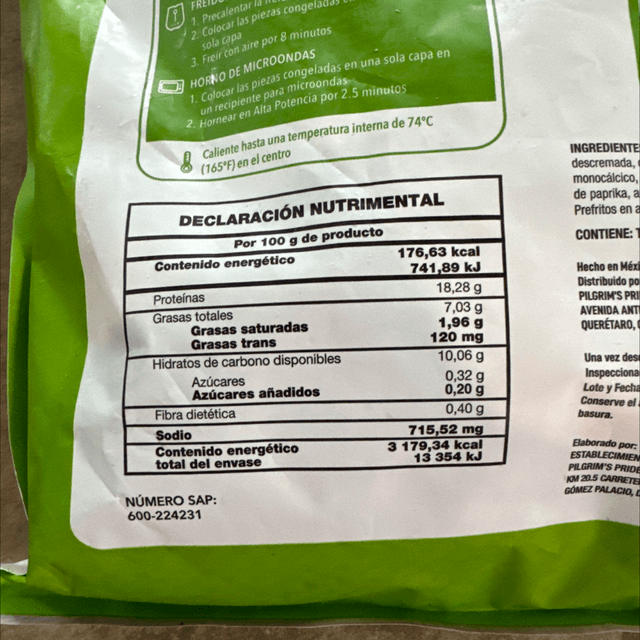 1. Precalentar la
2. Colocar las piezas congeladas
sola capa
3. Freír con aire por 8 minutos
HORNO DE MICROONDAS
1. Colocar las piezas congeladas en una sola capa en
un recipiente para microondas
2. Hornear en Alta Potencia por 2.5 minutos
Caliente hasta una temperatura interna de 74°C
(165°F) en el centro
DECLARACIÓN NUTRIMENTAL
Por 100 g de producto
Contenido energético 176,63 kcal
741,89 kJ
Proteínas 18,28 g
Grasas totales 7,03 g
Grasas saturadas 1,96 g
Grasas trans 120 mg
Hidratos de carbono disponibles 10,06 g
Azúcares 0,32 g
Azúcares añadidos 0,20 g
Fibra dietética 0,40 g
Sodio 715,52 mg
Contenido energético 3 179,34 kcal
total del envase 13 354 kJ
NÚMERO SAP:
600-224231
INGREDIENTE
descremada,
monocálcico,
de paprika, a
Prefritos en a
CONTIENE: T
Hecho en Méxi
Distribuido po
PILGRIM'S PRI
AVENIDA ANT
QUERÉTARO,
Una vez des
Inspecciona
Lote y Fecha
Conserve el
basura.
Elaborado por:
ESTABLECIMIEN
PILGRIM'S PRIDE
KM 20.5 CARRETE
GÓMEZ PALACIO,